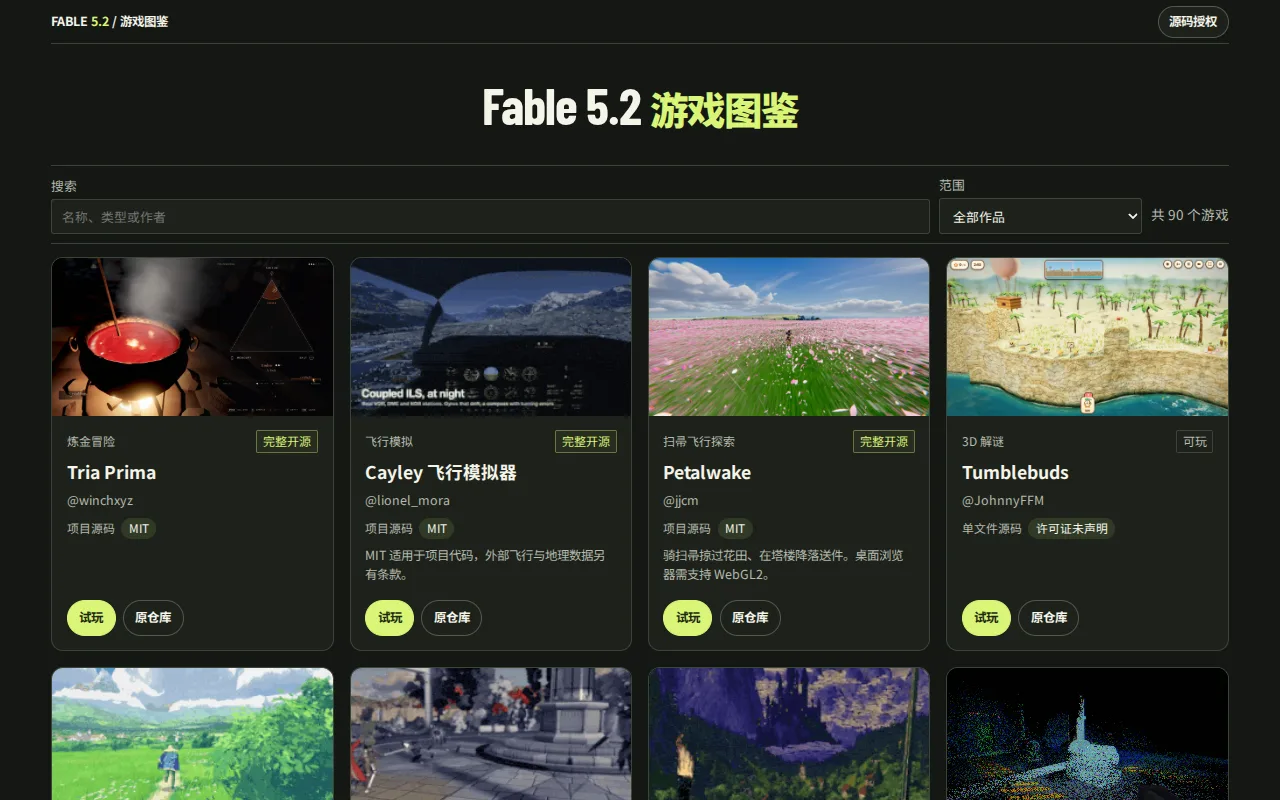 FABLE 5.2 / 游戏图鉴
源码授权
Fable 5.2 游戏图鉴
搜索
范围
名称、类型或作者
全部作品
共 90 个游戏
Coupled ILS, at night
炼金冒险
完整开源
Tria Prima
@winchxyz
项目源码 MIT
试玩
原仓库
飞行模拟
完整开源
Cayley 飞行模拟器
@lionel_mora
项目源码 MIT
MIT 适用于项目代码，外部飞行与地理数据另
有条款。
试玩
原仓库
扫帚飞行探索
完整开源
Petalwake
@jjcm
项目源码 MIT
骑扫帚掠过花田、在塔楼降落送件。桌面浏览
器需支持 WebGL2。
试玩
原仓库
3D 解谜
可玩
Tumblebuds
@JohnnyFFM
单文件源码 许可证未声明
试玩
原仓库